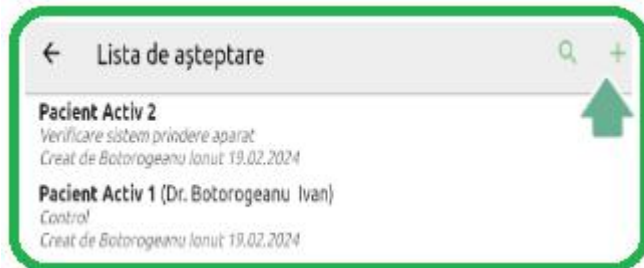 Lista de așteptare
Pacient Activ 2
Verificare sistem prindere aparat
Creat de Botorogeanu Ionut 19.02.2024
Pacient Activ 1 (Dr. Botorogeanu Ivan)
Control
Creat de Botorogeanu Ionut 19.02.2024